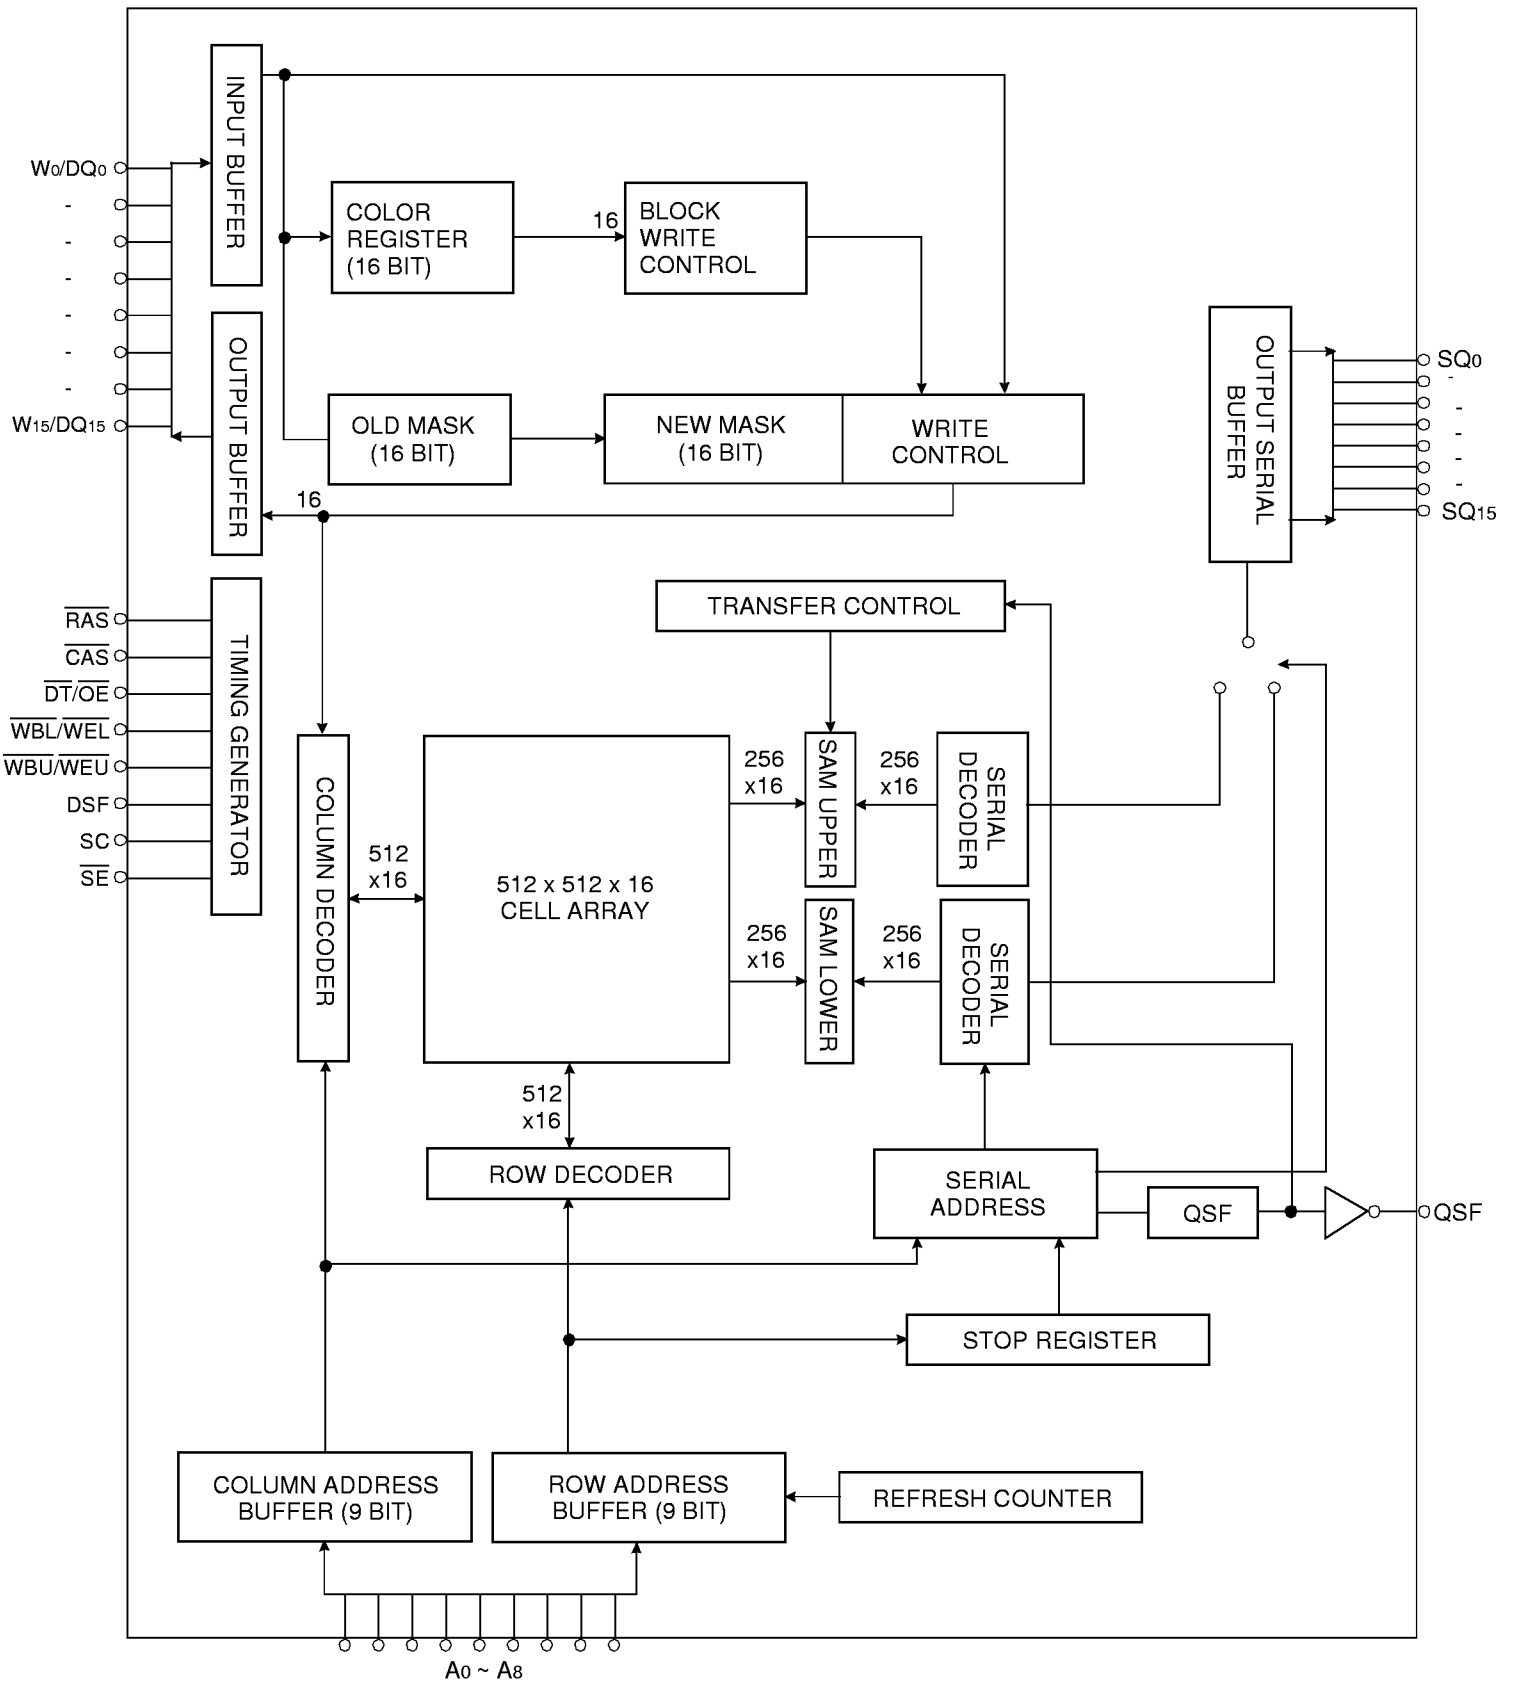 INPUT BUFFER
W0/DQ0
-
-
-
-
-
-
W15/DQ15
COLOR
REGISTER
(16 BIT)
16
BLOCK
WRITE
CONTROL
OUTPUT BUFFER
OLD MASK
(16 BIT)
NEW MASK
(16 BIT)
WRITE
CONTROL
16
OUTPUT SERIAL
BUFFER
SQ0
-
-
-
-
-
SQ15
RAS
CAS
DT/OE
WBL/WEL
WBU/WEU
DSF
SC
SE
TIMING GENERATOR
TRANSFER CONTROL
COLUMN DECODER
512
x16
512 x 512 x 16
CELL ARRAY
256
x16
SAM UPPER
256
x16
SERIAL
DECODER
256
x16
SAM LOWER
256
x16
SERIAL
DECODER
512
x16
ROW DECODER
SERIAL
ADDRESS
QSF
QSF
STOP REGISTER
COLUMN ADDRESS
BUFFER (9 BIT)
ROW ADDRESS
BUFFER (9 BIT)
REFRESH COUNTER
A0 ~ A8